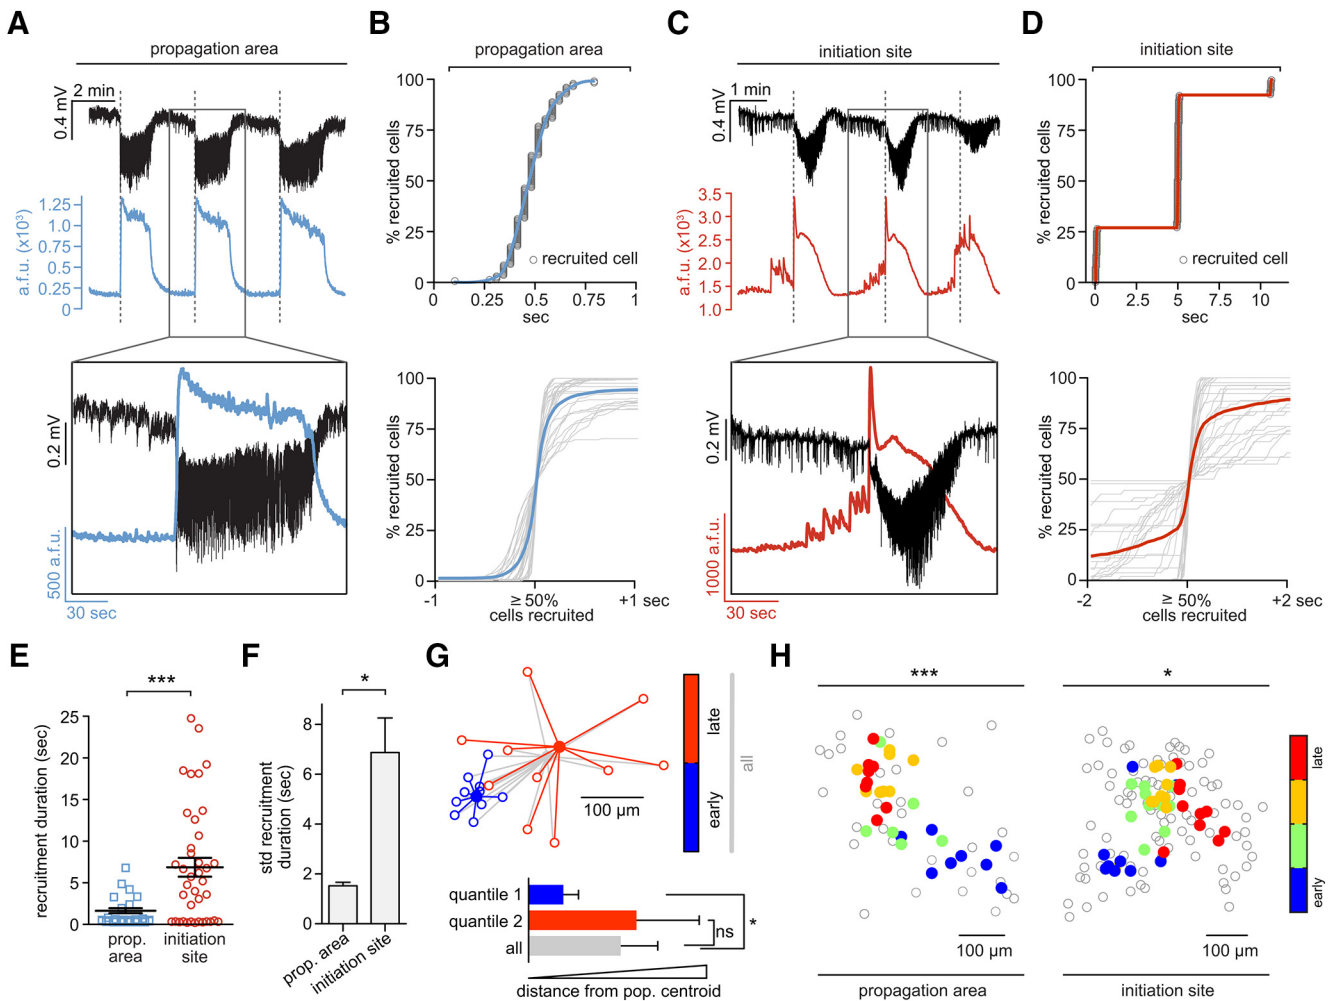 A
propagation area
2 min
0.4 mV
a.f.u. (x10³)
1.25
1.0
0.75
0.5
0.25
0
0.2 mV
500 a.f.u.
30 sec
B
propagation area
% recruited cells
100
75
50
25
0
recruited cell
0 0.25 0.5 0.75 1
sec
% recruited cells
100
75
50
25
0
-1 ≥ 50% +1 sec
cells recruited
C
initiation site
1 min
0.4 mV
a.f.u. (x10³)
3.5
3.0
2.5
2.0
1.5
1.0
0.2 mV
1000 a.f.u.
30 sec
D
initiation site
% recruited cells
100
75
50
25
0
recruited cell
0 2.5 5 7.5 10
sec
% recruited cells
100
75
50
25
0
-2 ≥ 50% +2 sec
cells recruited
E
***
recruitment duration (sec)
25
20
15
10
5
0
prop. initiation
area site
F
*
std recruitment
duration (sec)
8
6
4
2
0
prop. area
initiation site
G
late
early
all
100 µm
quantile 1
quantile 2
all
ns
*
distance from pop. centroid
H
***
100 µm
propagation area
*
100 µm
initiation site
late
early